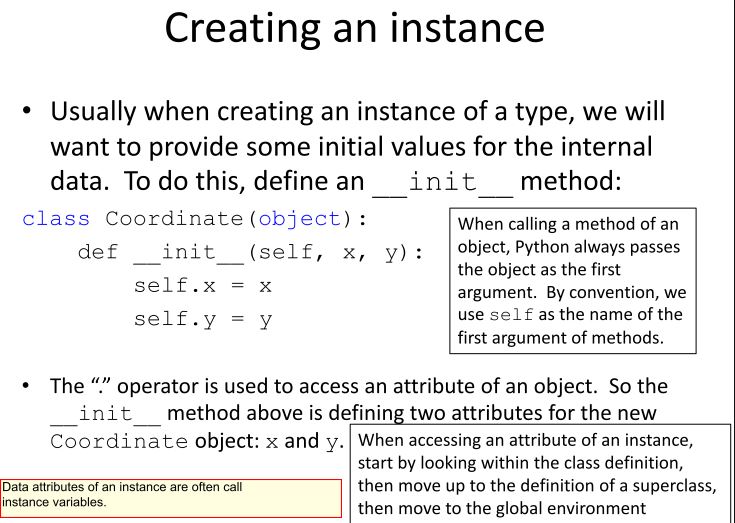 Creating an instance
• Usually when creating an instance of a type, we will
want to provide some initial values for the internal
data. To do this, define an __init__ method:
class Coordinate(object):
    def __init__(self, x, y):
        self.x = x
        self.y = y
When calling a method of an
object, Python always passes
the object as the first
argument. By convention, we
use self as the name of the
first argument of methods.
• The “.” operator is used to access an attribute of an object. So the
__init__ method above is defining two attributes for the new
Coordinate object: x and y.
When accessing an attribute of an instance,
start by looking within the class definition,
then move up to the definition of a superclass,
then move to the global environment
Data attributes of an instance are often call
instance variables.